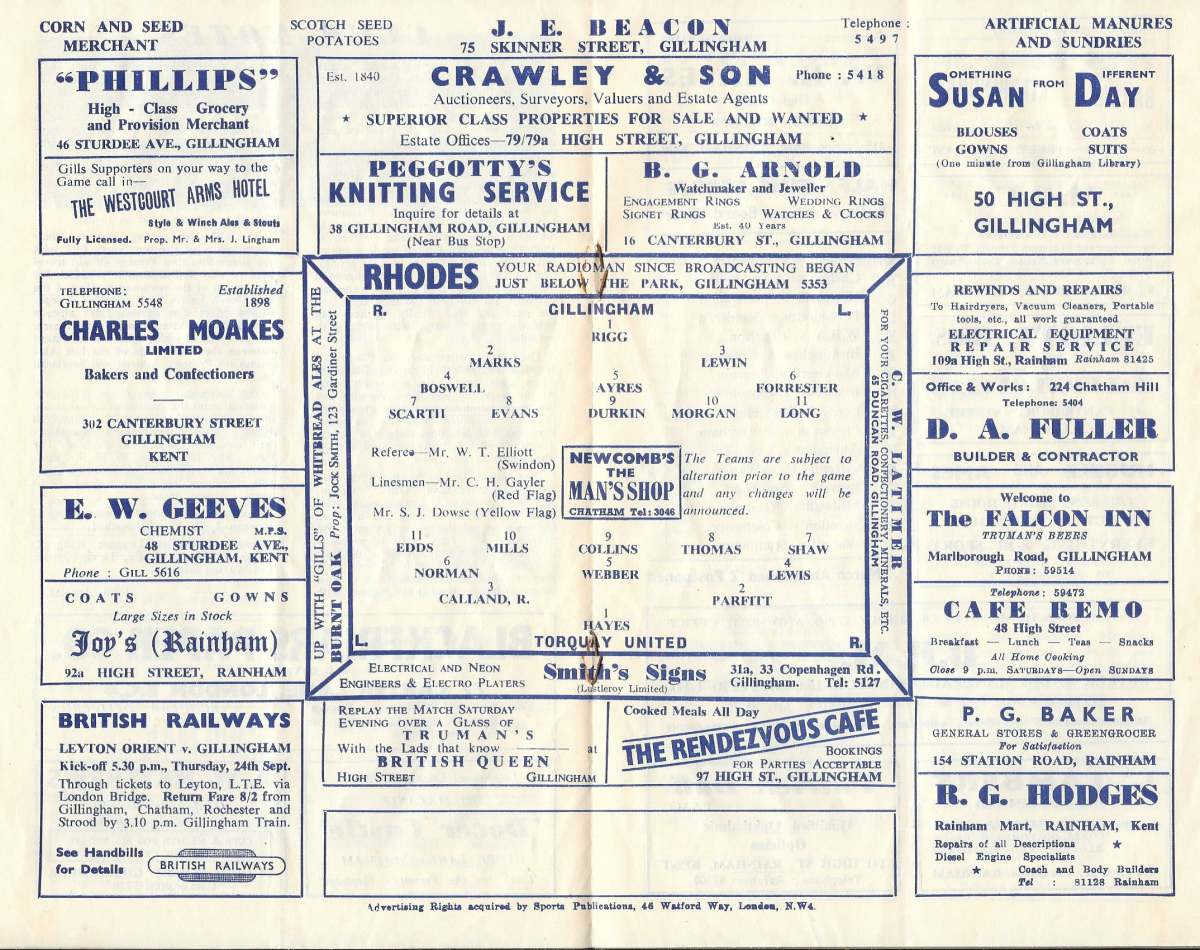 CORN AND SEED
MERCHANT
SCOTCH SEED
POTATOES
J. E. BEACON
75 SKINNER STREET, GILLINGHAM
Telephone :
5497
ARTIFICIAL MANURES
AND SUNDRIES
"PHILLIPS"
High - Class Grocery
and Provision Merchant
46 STURDEE AVE., GILLINGHAM
Gills Supporters on your way to the
Game call in—
THE WESTCOURT ARMS HOTEL
Style & Winch Ales & Stouts
Fully Licensed. Prop. Mr. & Mrs. J. Lingham
Est. 1840
CRAWLEY & SON
Phone : 5418
Auctioneers, Surveyors, Valuers and Estate Agents
★ SUPERIOR CLASS PROPERTIES FOR SALE AND WANTED ★
Estate Offices—79/79a HIGH STREET, GILLINGHAM
PEGGOTTY'S
KNITTING SERVICE
Inquire for details at
38 GILLINGHAM ROAD, GILLINGHAM
(Near Bus Stop)
B. G. ARNOLD
Watchmaker and Jeweller
ENGAGEMENT RINGS WEDDING RINGS
SIGNET RINGS WATCHES & CLOCKS
Est. 40 Years
16 CANTERBURY ST., GILLINGHAM
SOMETHING FROM DIFFERENT
SUSAN DAY
BLOUSES COATS
GOWNS SUITS
(One minute from Gillingham Library)
50 HIGH ST.,
GILLINGHAM
TELEPHONE: Established
GILLINGHAM 5548 1898
CHARLES MOAKES
LIMITED
Bakers and Confectioners
302 CANTERBURY STREET
GILLINGHAM
KENT
E. W. GEEVES
CHEMIST M.P.S.
48 STURDEE AVE.,
GILLINGHAM, KENT
Phone : GILL 5616
COATS GOWNS
Large Sizes in Stock
Joy's (Rainham)
92a HIGH STREET, RAINHAM
BRITISH RAILWAYS
LEYTON ORIENT v. GILLINGHAM
Kick-off 5.30 p.m., Thursday, 24th Sept.
Through tickets to Leyton, L.T.E. via
London Bridge. Return Fare 8/2 from
Gillingham, Chatham, Rochester and
Strood by 3.10 p.m. Gillingham Train.
See Handbills
for Details
BRITISH RAILWAYS
RHODES
YOUR RADIOMAN SINCE BROADCASTING BEGAN
JUST BELOW THE PARK, GILLINGHAM 5353
UP WITH "GILLS" OF WHITBREAD ALES AT THE
BURNT OAK Prop: JOCK SMITH, 123 Gardiner Street
R. GILLINGHAM L.
1
RIGG
2 3
MARKS LEWIN
4 5 6
BOSWELL AYRES FORRESTER
7 8 9 10 11
SCARTH EVANS DURKIN MORGAN LONG
Referee—Mr. W. T. Elliott
(Swindon)
Linesmen—Mr. C. H. Gayler
(Red Flag)
Mr. S. J. Dowse (Yellow Flag)
NEWCOMB'S
THE
MAN'S SHOP
CHATHAM Tel: 3046
The Teams are subject to
alteration prior to the game
and any changes will be
announced.
11 10 9 8 7
EDDS MILLS COLLINS THOMAS SHAW
6 5 4
NORMAN WEBBER LEWIS
3 2
CALLAND, R. PARFITT
1
HAYES
L. TORQUAY UNITED R.
C. W. LATIMER
FOR YOUR CIGARETTES, CONFECTIONERY, MINERALS, ETC.
65 DUNCAN ROAD, GILLINGHAM
ELECTRICAL AND NEON
ENGINEERS & ELECTRO PLATERS
Smith's Signs
(Lustleroy Limited)
31a, 33 Copenhagen Rd.
Gillingham. Tel: 5127
REPLAY THE MATCH SATURDAY
EVENING OVER A GLASS OF
TRUMAN'S
With the Lads that know — at
BRITISH QUEEN
HIGH STREET GILLINGHAM
Cooked Meals All Day
THE RENDEZVOUS CAFE
BOOKINGS
FOR PARTIES ACCEPTABLE
97 HIGH ST., GILLINGHAM
REWINDS AND REPAIRS
To Hairdryers, Vacuum Cleaners, Portable
tools, etc., all work guaranteed
ELECTRICAL EQUIPMENT
REPAIR SERVICE
109a High St., Rainham Rainham 81425
Office & Works : 224 Chatham Hill
Telephone: 5404
D. A. FULLER
BUILDER & CONTRACTOR
Welcome to
The FALCON INN
TRUMAN'S BEERS
Marlborough Road, GILLINGHAM
PHONE: 59514
Telephone: 59472
CAFE REMO
48 High Street
Breakfast — Lunch — Teas — Snacks
All Home Cooking
Close 9 p.m. SATURDAYS—Open SUNDAYS
P. G. BAKER
GENERAL STORES & GREENGROCER
For Satisfaction
154 STATION ROAD, RAINHAM
R. G. HODGES
Rainham Mart, RAINHAM, Kent
Repairs of all Descriptions ★
Diesel Engine Specialists
★ Coach and Body Builders
Tel : 81128 Rainham
Advertising Rights acquired by Sports Publications, 46 Watford Way, London, N.W4.